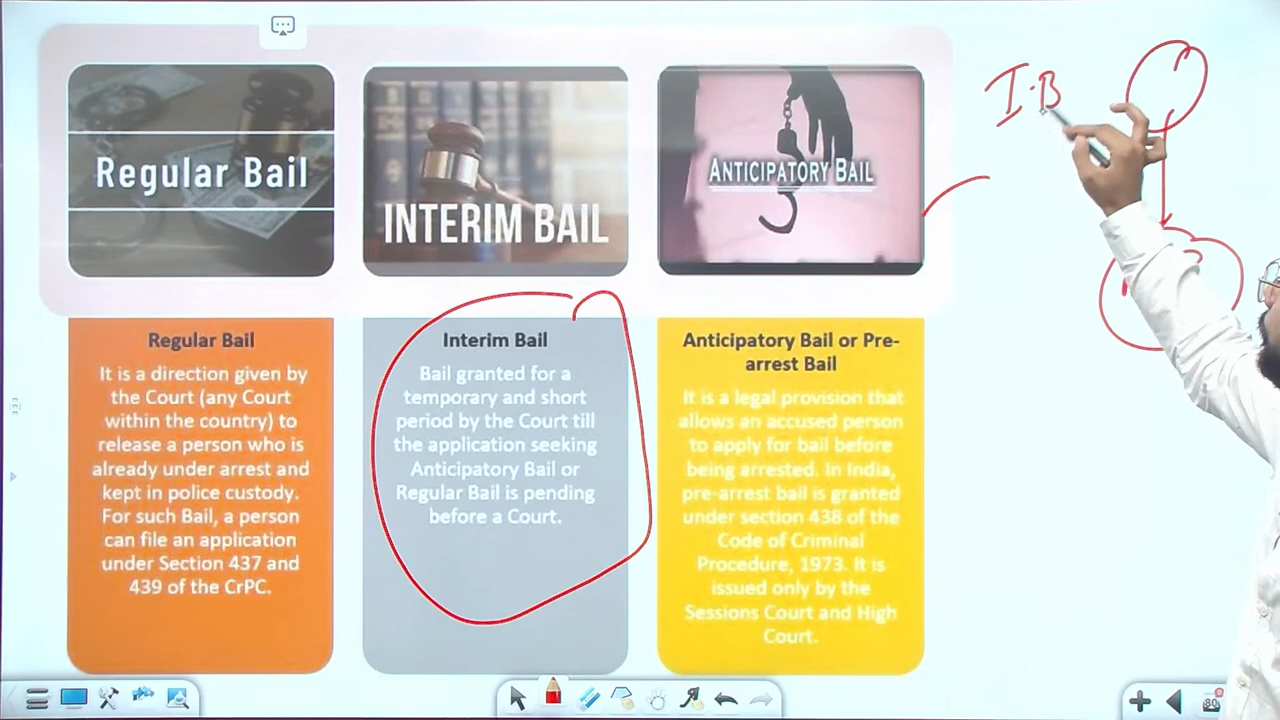 Regular Bail
INTERIM BAIL
ANTICIPATORY BAIL
I.B
Regular Bail
It is a direction given by
the Court (any Court
within the country) to
release a person who is
already under arrest and
kept in police custody.
For such Bail, a person
can file an application
under Section 437 and
439 of the CrPC.
Interim Bail
Bail granted for a
temporary and short
period by the Court till
the application seeking
Anticipatory Bail or
Regular Bail is pending
before a Court.
Anticipatory Bail or Pre-
arrest Bail
It is a legal provision that
allows an accused person
to apply for bail before
being arrested. In India,
pre-arrest bail is granted
under section 438 of the
Code of Criminal
Procedure, 1973. It is
issued only by the
Sessions Court and High
Court.
80